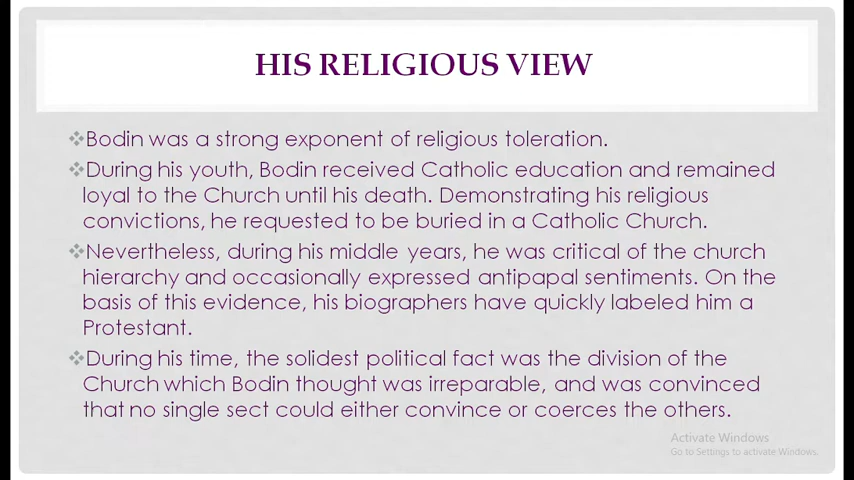 HIS RELIGIOUS VIEW
Bodin was a strong exponent of religious toleration.
During his youth, Bodin received Catholic education and remained
loyal to the Church until his death. Demonstrating his religious
convictions, he requested to be buried in a Catholic Church.
Nevertheless, during his middle years, he was critical of the church
hierarchy and occasionally expressed antipapal sentiments. On the
basis of this evidence, his biographers have quickly labeled him a
Protestant.
During his time, the solidest political fact was the division of the
Church which Bodin thought was irreparable, and was convinced
that no single sect could either convince or coerces the others.
Activate Windows
Go to Settings to activate Windows.